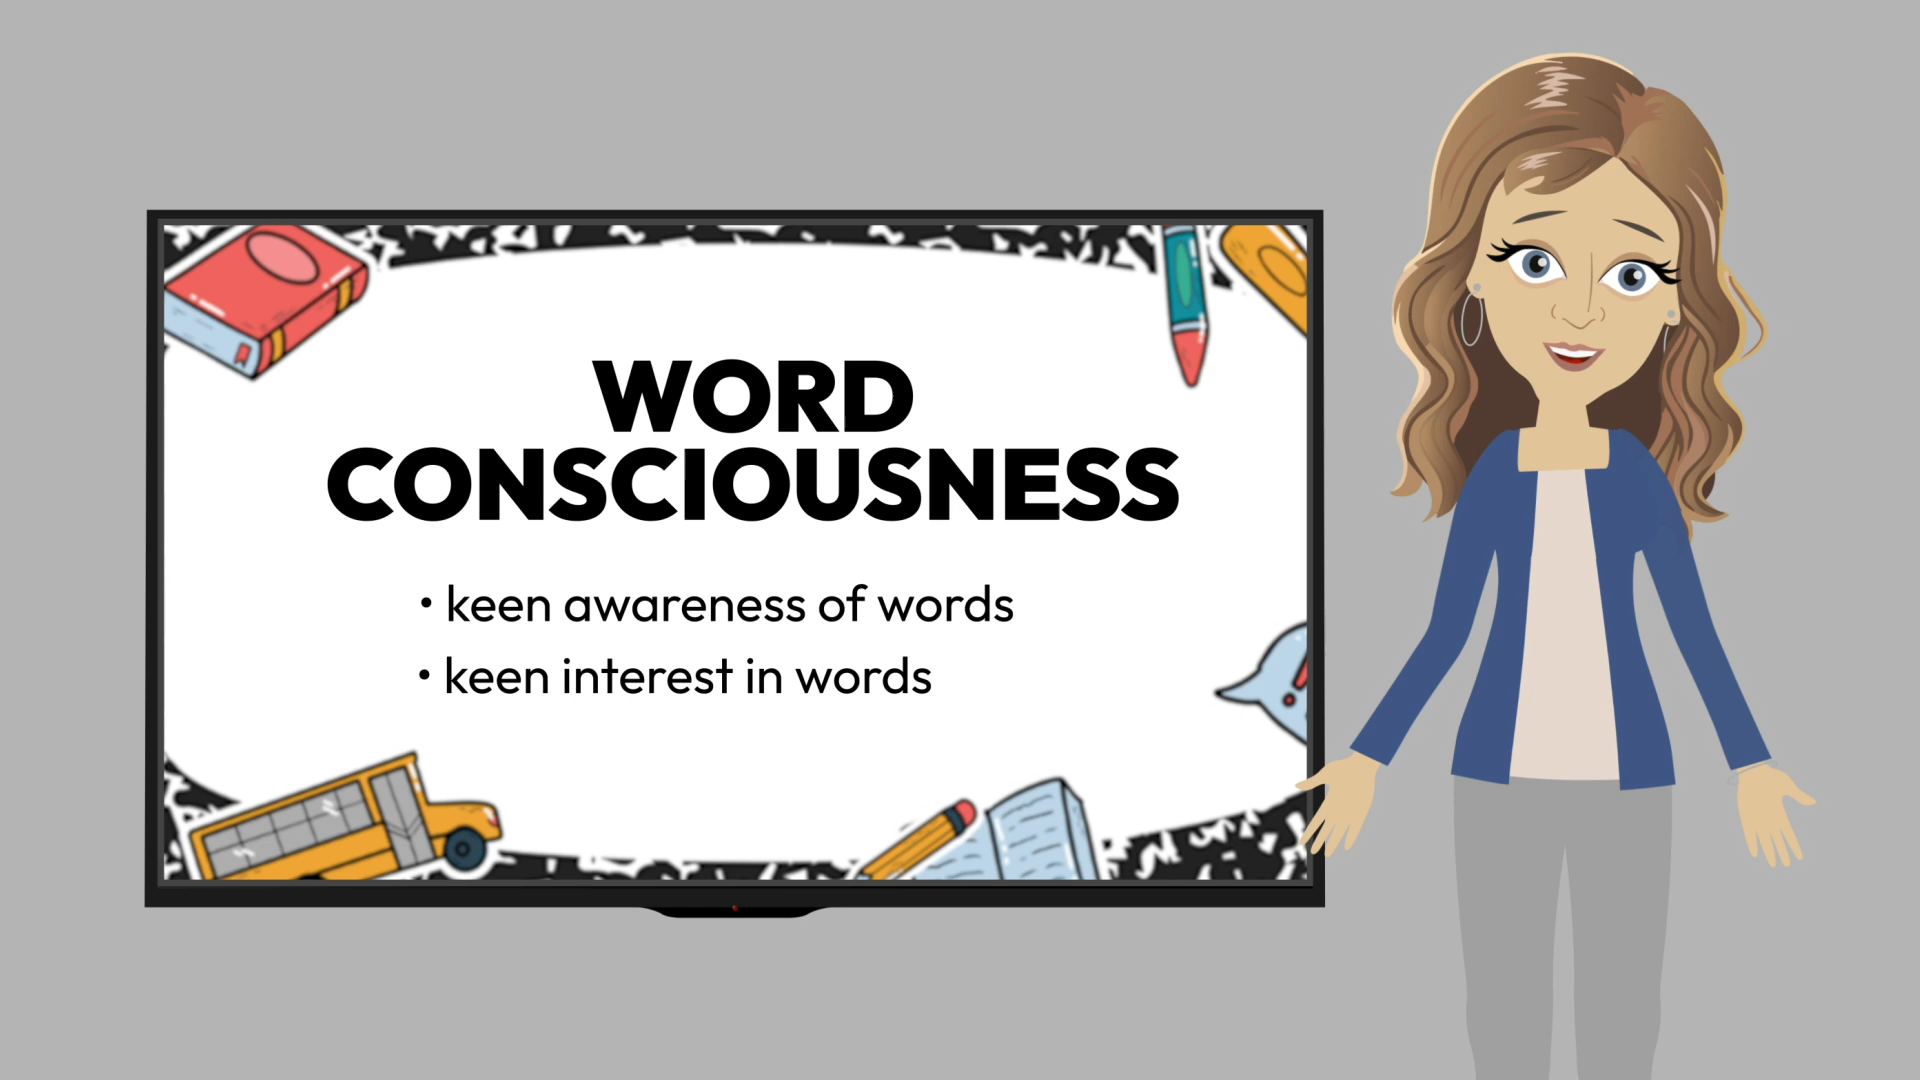 WORD
CONSCIOUSNESS
• keen awareness of words
• keen interest in words